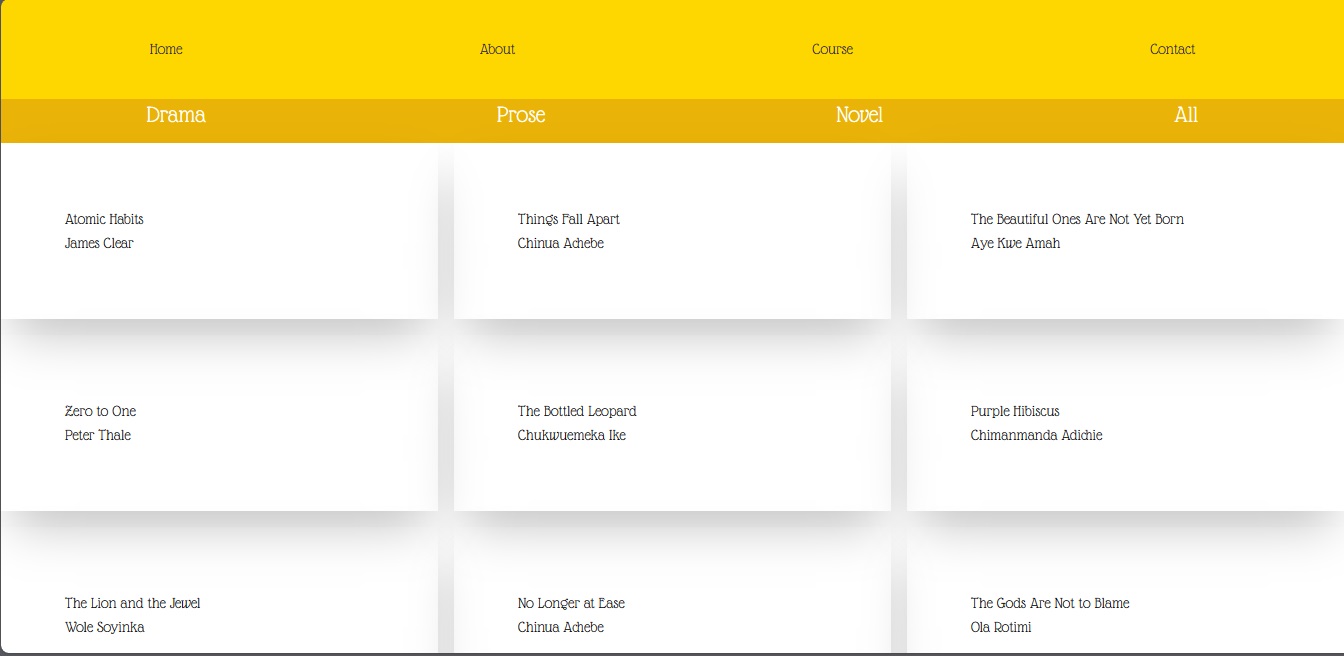 Home About Course Contact
Drama Prose Novel All
Atomic Habits
James Clear
Things Fall Apart
Chinua Achebe
The Beautiful Ones Are Not Yet Born
Aye Kwe Amah
Zero to One
Peter Thale
The Bottled Leopard
Chukwuemeka Ike
Purple Hibiscus
Chimanmanda Adichie
The Lion and the Jewel
Wole Soyinka
No Longer at Ease
Chinua Achebe
The Gods Are Not to Blame
Ola Rotimi